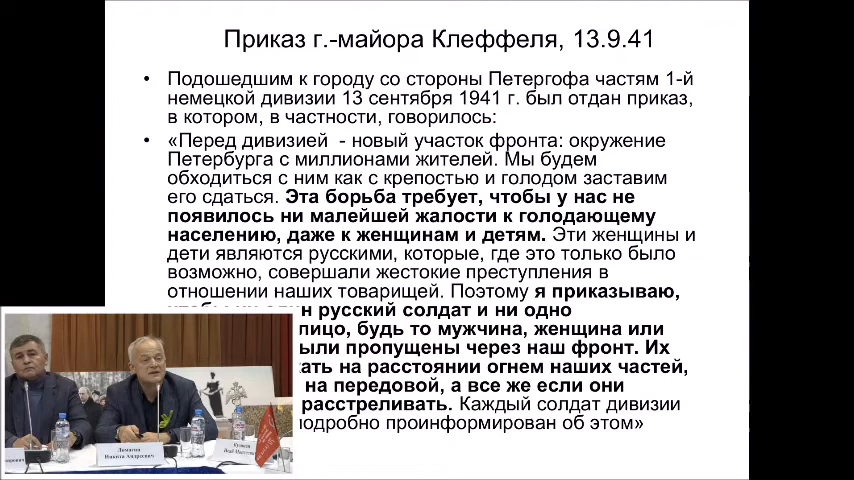 Приказ г.-майора Клеффеля, 13.9.41
• Подошедшим к городу со стороны Петергофа частям 1-й
немецкой дивизии 13 сентября 1941 г. был отдан приказ,
в котором, в частности, говорилось:
• «Перед дивизией - новый участок фронта: окружение
Петербурга с миллионами жителей. Мы будем
обходиться с ним как с крепостью и голодом заставим
его сдаться. Эта борьба требует, чтобы у нас не
появилось ни малейшей жалости к голодающему
населению, даже к женщинам и детям. Эти женщины и
дети являются русскими, которые, где это только было
возможно, совершали жестокие преступления в
отношении наших товарищей. Поэтому я приказываю,
русский солдат и ни одно
лицо, будь то мужчина, женщина или
были пропущены через наш фронт. Их
на расстоянии огнем наших частей,
на передовой, а все же если они
расстреливать. Каждый солдат дивизии
подробно проинформирован об этом»
Ломагин
Никита Андреевич